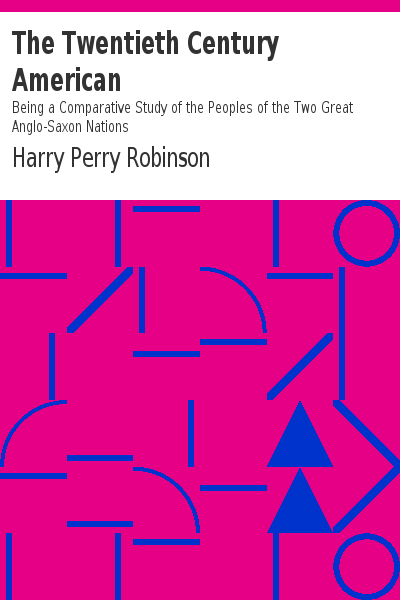 The Twentieth Century
American
Being a Comparative Study of the Peoples of the Two Great
Anglo-Saxon Nations
Harry Perry Robinson